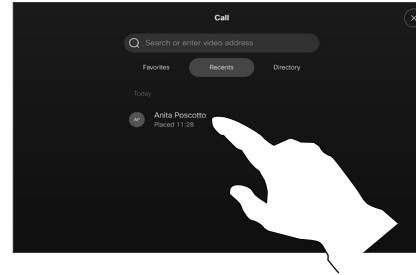 Call
Search or enter video address
Favorites Recents Directory
Today
AP Anita Poscotto
Placed 11:28